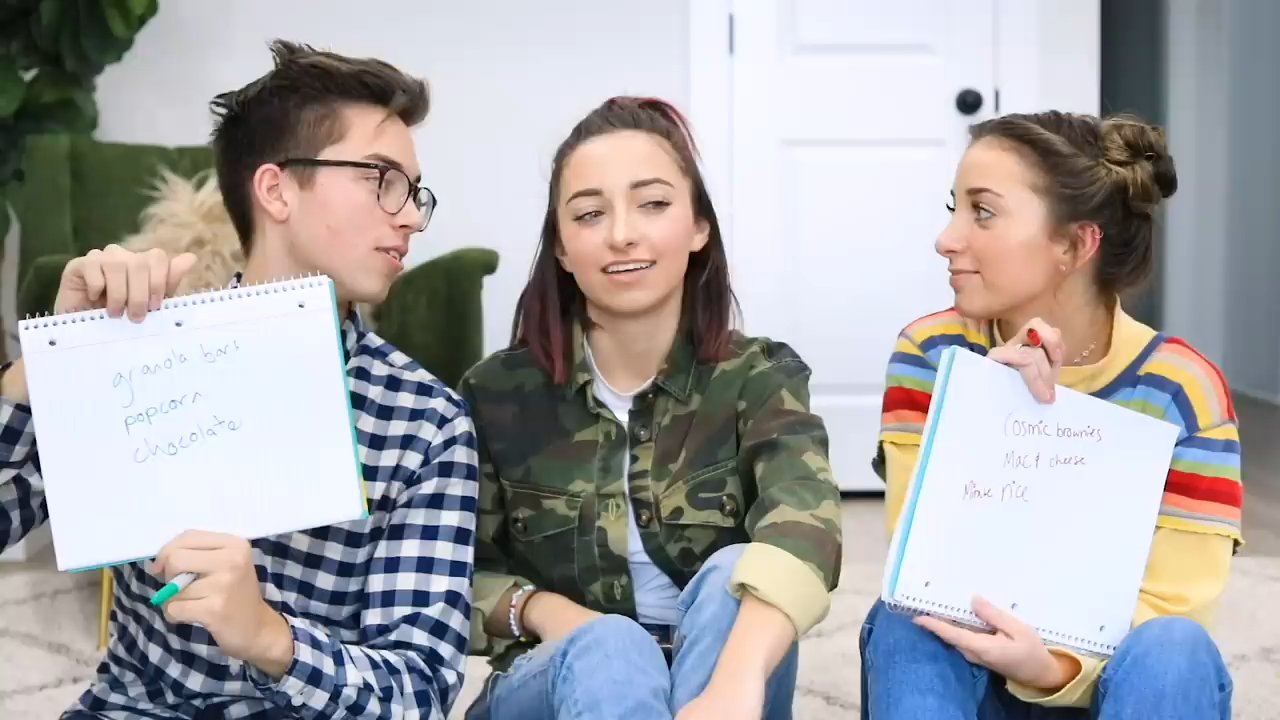 granola bars
popcorn
chocolate
Cosmic brownies
Mac & cheese
Minute rice